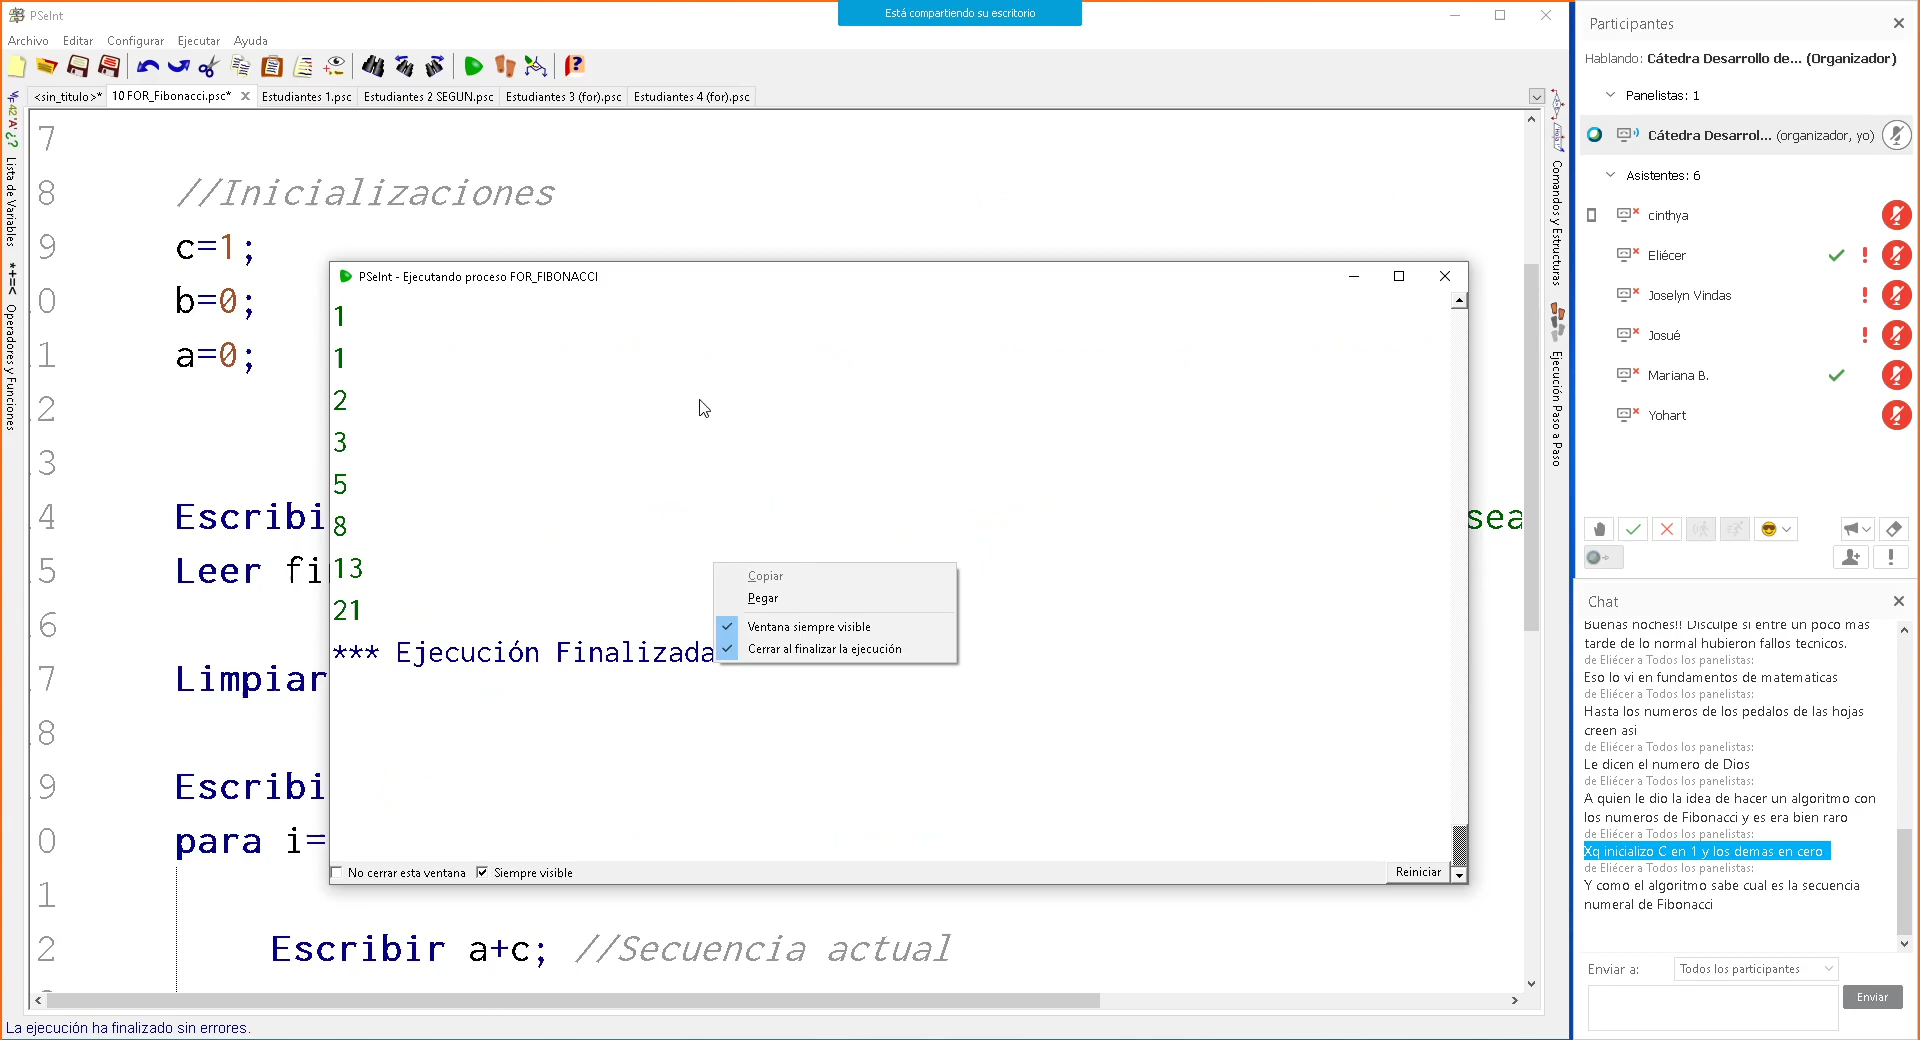 PSeInt
Está compartiendo su escritorio
Archivo Editar Configurar Ejecutar Ayuda
<sin_titulo>* 10 FOR_Fibonacci.psc* Estudiantes 1.psc Estudiantes 2 SEGUN.psc Estudiantes 3 (for).psc Estudiantes 4 (for).psc
Lista de Variables
Operadores y Funciones
7
8 //Inicializaciones
9 c=1;
0 b=0;
1 a=0;
2
3
4 Escribi sea
5 Leer fi
6
7 Limpiar
8
9 Escribi
0 para i=
1
2 Escribir a+c; //Secuencia actual
PSeInt - Ejecutando proceso FOR_FIBONACCI
1
1
2
3
5
8
13
21
*** Ejecución Finalizada
Copiar
Pegar
Ventana siempre visible
Cerrar al finalizar la ejecución
No cerrar esta ventana Siempre visible Reiniciar
La ejecución ha finalizado sin errores.
Comandos y Estructuras
Ejecución Paso a Paso
Participantes
Hablando: Cátedra Desarrollo de... (Organizador)
Panelistas: 1
Cátedra Desarrol... (organizador, yo)
Asistentes: 6
cinthya
Eliécer
Joselyn Vindas
Josué
Mariana B.
Yohart
Chat
Buenas noches!! Disculpe si entre un poco mas
tarde de lo normal hubieron fallos tecnicos.
de Eliécer a Todos los panelistas:
Eso lo vi en fundamentos de matematicas
de Eliécer a Todos los panelistas:
Hasta los numeros de los pedalos de las hojas
creen asi
de Eliécer a Todos los panelistas:
Le dicen el numero de Dios
de Eliécer a Todos los panelistas:
A quien le dio la idea de hacer un algoritmo con
los numeros de Fibonacci y es era bien raro
de Eliécer a Todos los panelistas:
Xq inicializo C en 1 y los demas en cero
de Eliécer a Todos los panelistas:
Y como el algoritmo sabe cual es la secuencia
numeral de Fibonacci
Enviar a: Todos los participantes
Enviar